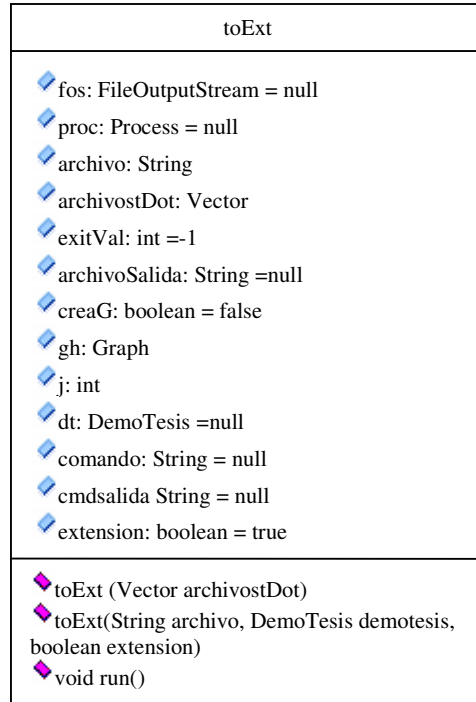 toExt
fos: FileOutputStream = null
proc: Process = null
archivo: String
archivostDot: Vector
exitVal: int =-1
archivoSalida: String =null
creaG: boolean = false
gh: Graph
j: int
dt: DemoTesis =null
comando: String = null
cmdsalida String = null
extension: boolean = true
toExt (Vector archivostDot)
toExt(String archivo, DemoTesis demotesis,
boolean extension)
void run()